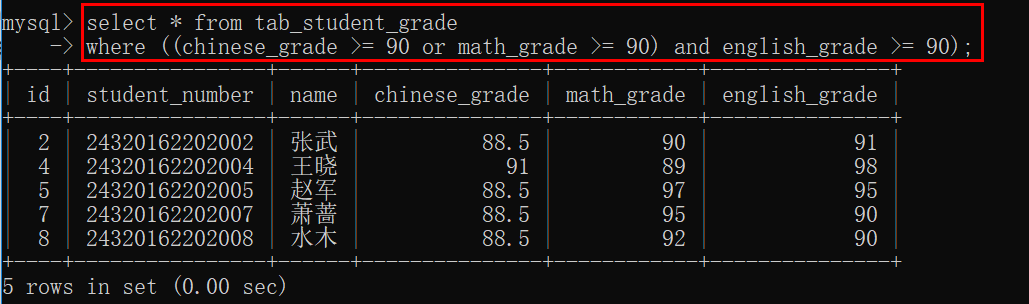 mysql> select * from tab_student_grade
    -> where ((chinese_grade >= 90 or math_grade >= 90) and english_grade >= 90);
+----+----------------+------+---------------+------------+---------------+
| id | student_number | name | chinese_grade | math_grade | english_grade |
+----+----------------+------+---------------+------------+---------------+
| 2 | 24320162202002 | 张武 | 88.5 | 90 | 91 |
| 4 | 24320162202004 | 王晓 | 91 | 89 | 98 |
| 5 | 24320162202005 | 赵军 | 88.5 | 97 | 95 |
| 7 | 24320162202007 | 萧蔷 | 88.5 | 95 | 90 |
| 8 | 24320162202008 | 水木 | 88.5 | 92 | 90 |
+----+----------------+------+---------------+------------+---------------+
5 rows in set (0.00 sec)